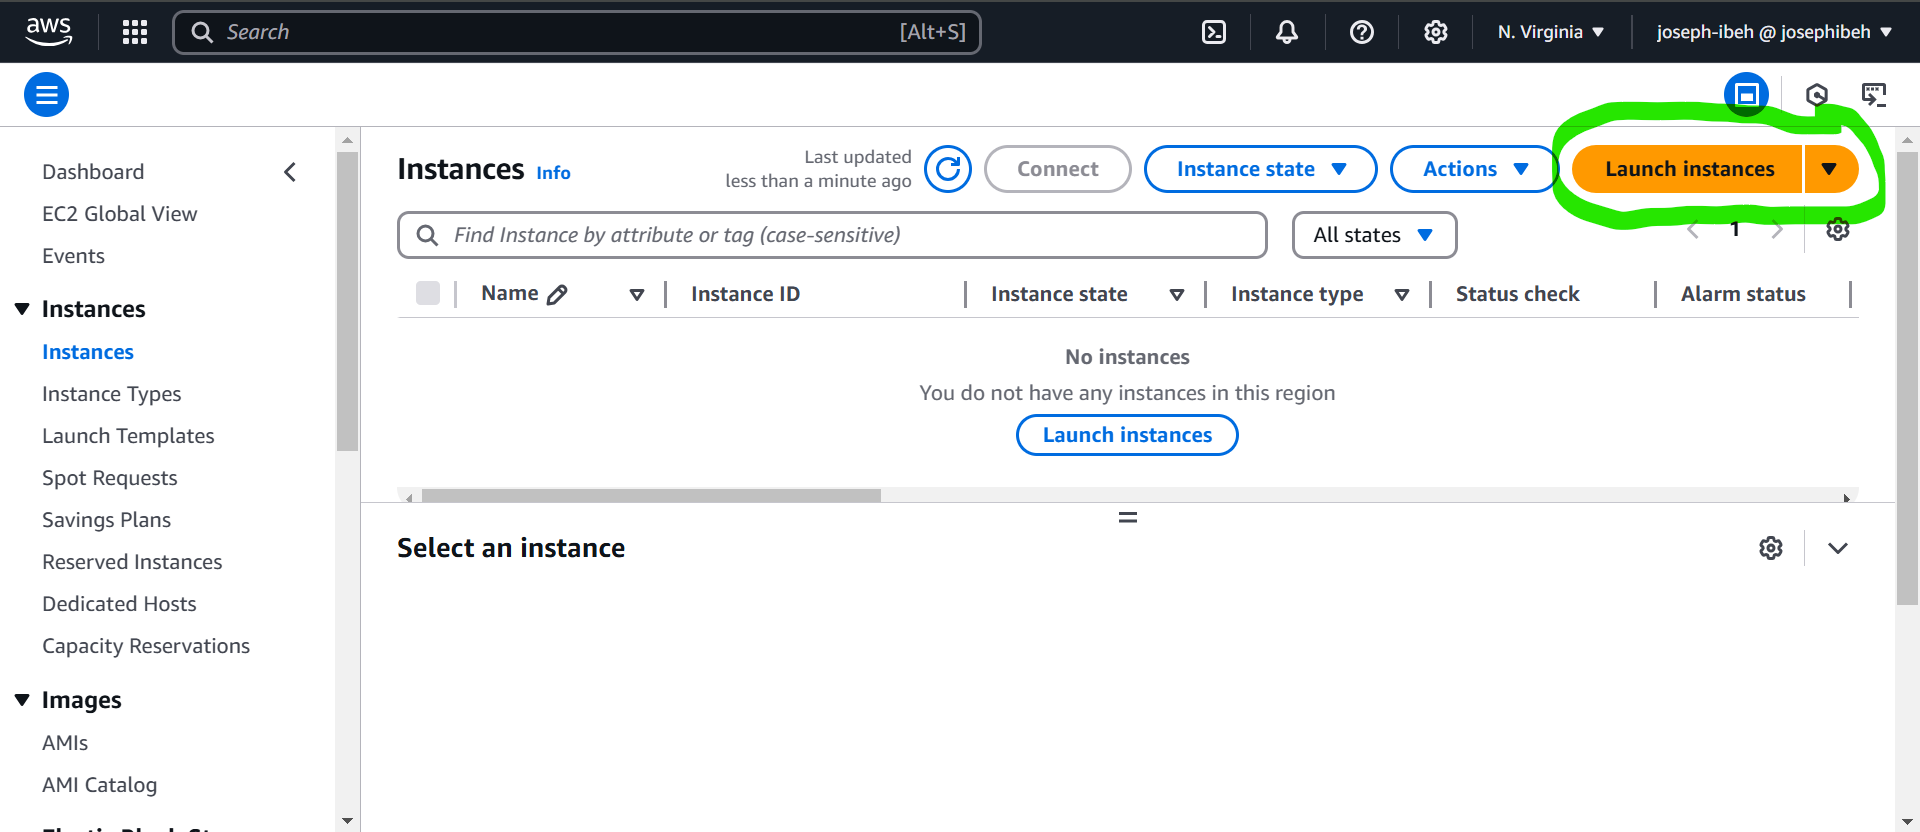 aws
Search [Alt+S]
N. Virginia
joseph-ibeh @ josephibeh
Dashboard
EC2 Global View
Events
Instances
Instances
Instance Types
Launch Templates
Spot Requests
Savings Plans
Reserved Instances
Dedicated Hosts
Capacity Reservations
Images
AMIs
AMI Catalog
Instances Info
Last updated
less than a minute ago
Connect
Instance state
Actions
Launch instances
Find Instance by attribute or tag (case-sensitive)
All states
1
Name Instance ID Instance state Instance type Status check Alarm status
No instances
You do not have any instances in this region
Launch instances
Select an instance